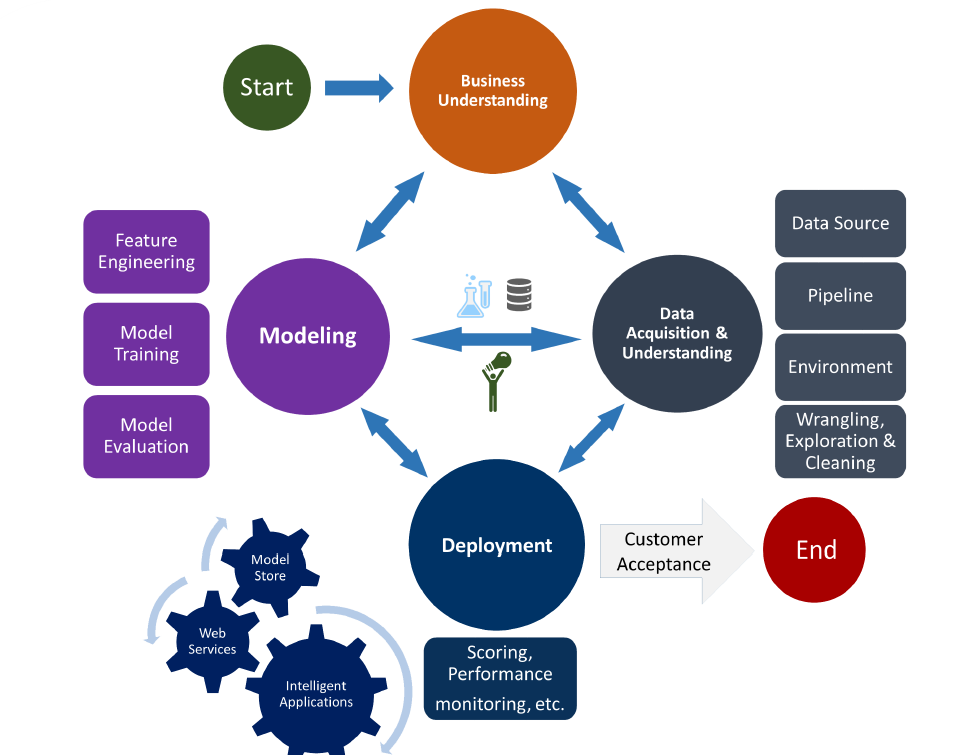 Start
Business
Understanding
Feature
Engineering
Model
Training
Model
Evaluation
Modeling
Data
Acquisition &
Understanding
Data Source
Pipeline
Environment
Wrangling,
Exploration &
Cleaning
Deployment
Customer
Acceptance
End
Scoring,
Performance
monitoring, etc.
Model
Store
Web
Services
Intelligent
Applications